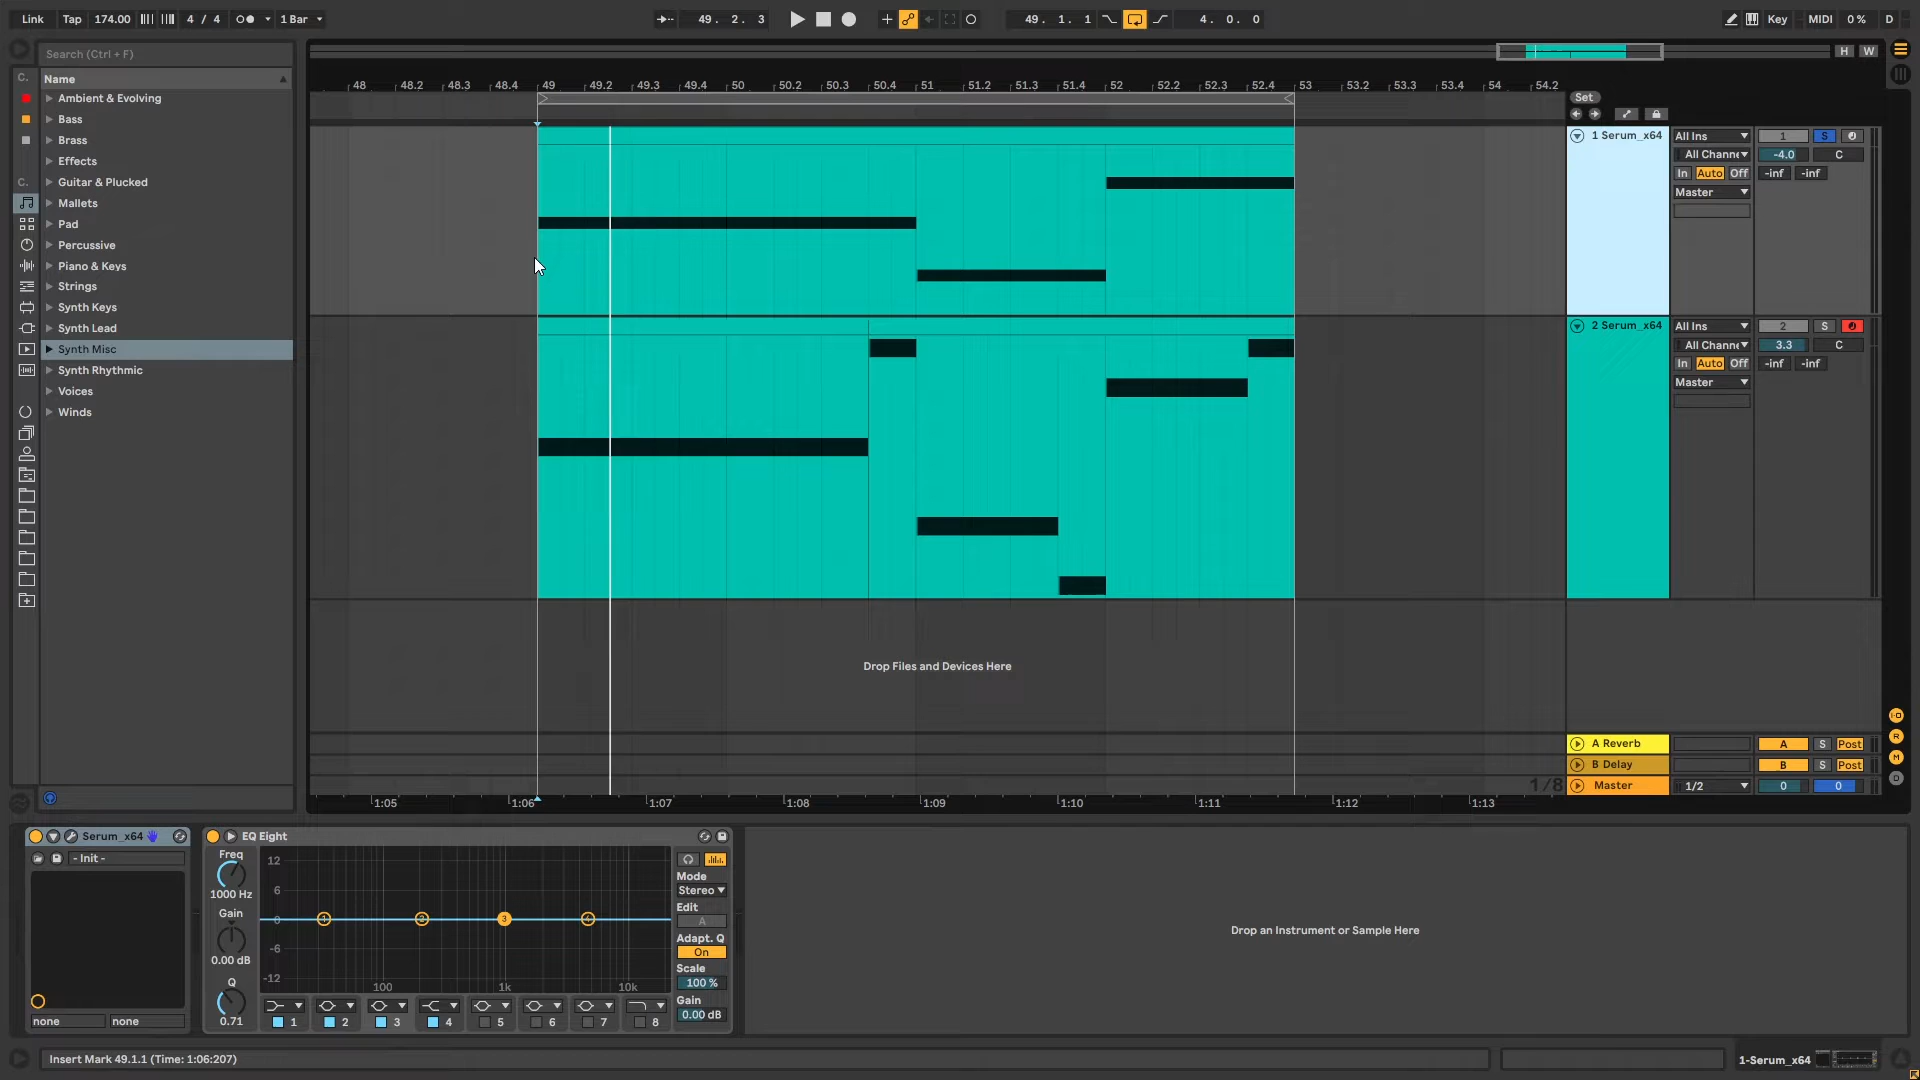 Link Tap 174.00 4 / 4 1 Bar 49. 2. 3 49. 1. 1 4. 0. 0 Key MIDI 0 % D
Search (Ctrl + F)
H W
C. Name
48 48.2 48.3 48.4 49 49.2 49.3 49.4 50 50.2 50.3 50.4 51 51.2 51.3 51.4 52 52.2 52.3 52.4 53 53.2 53.3 53.4 54 54.2
Set
Ambient & Evolving
Bass
Brass
Effects
C. Guitar & Plucked
Mallets
Pad
Percussive
Piano & Keys
Strings
Synth Keys
Synth Lead
Synth Misc
Synth Rhythmic
Voices
Winds
1 Serum_x64 All Ins 1 S
All Channe -4.0 C
In Auto Off -inf -inf
Master
2 Serum_x64 All Ins 2 S
All Channe 3.3 C
In Auto Off -inf -inf
Master
Drop Files and Devices Here
A Reverb A S Post
B Delay B S Post
1/8 Master 1/2 0 0
I-O
R
M
D
1:05 1:06 1:07 1:08 1:09 1:10 1:11 1:12 1:13
Serum_x64
- Init -
none none
EQ Eight
Freq
1000 Hz
Gain
0.00 dB
Q
0.71
12
6
0
-6
-12
1 2 3 4
100 1k 10k
1 2 3 4 5 6 7 8
Mode
Stereo
Edit
A
Adapt. Q
On
Scale
100 %
Gain
0.00 dB
Drop an Instrument or Sample Here
Insert Mark 49.1.1 (Time: 1:06:207)
1-Serum_x64